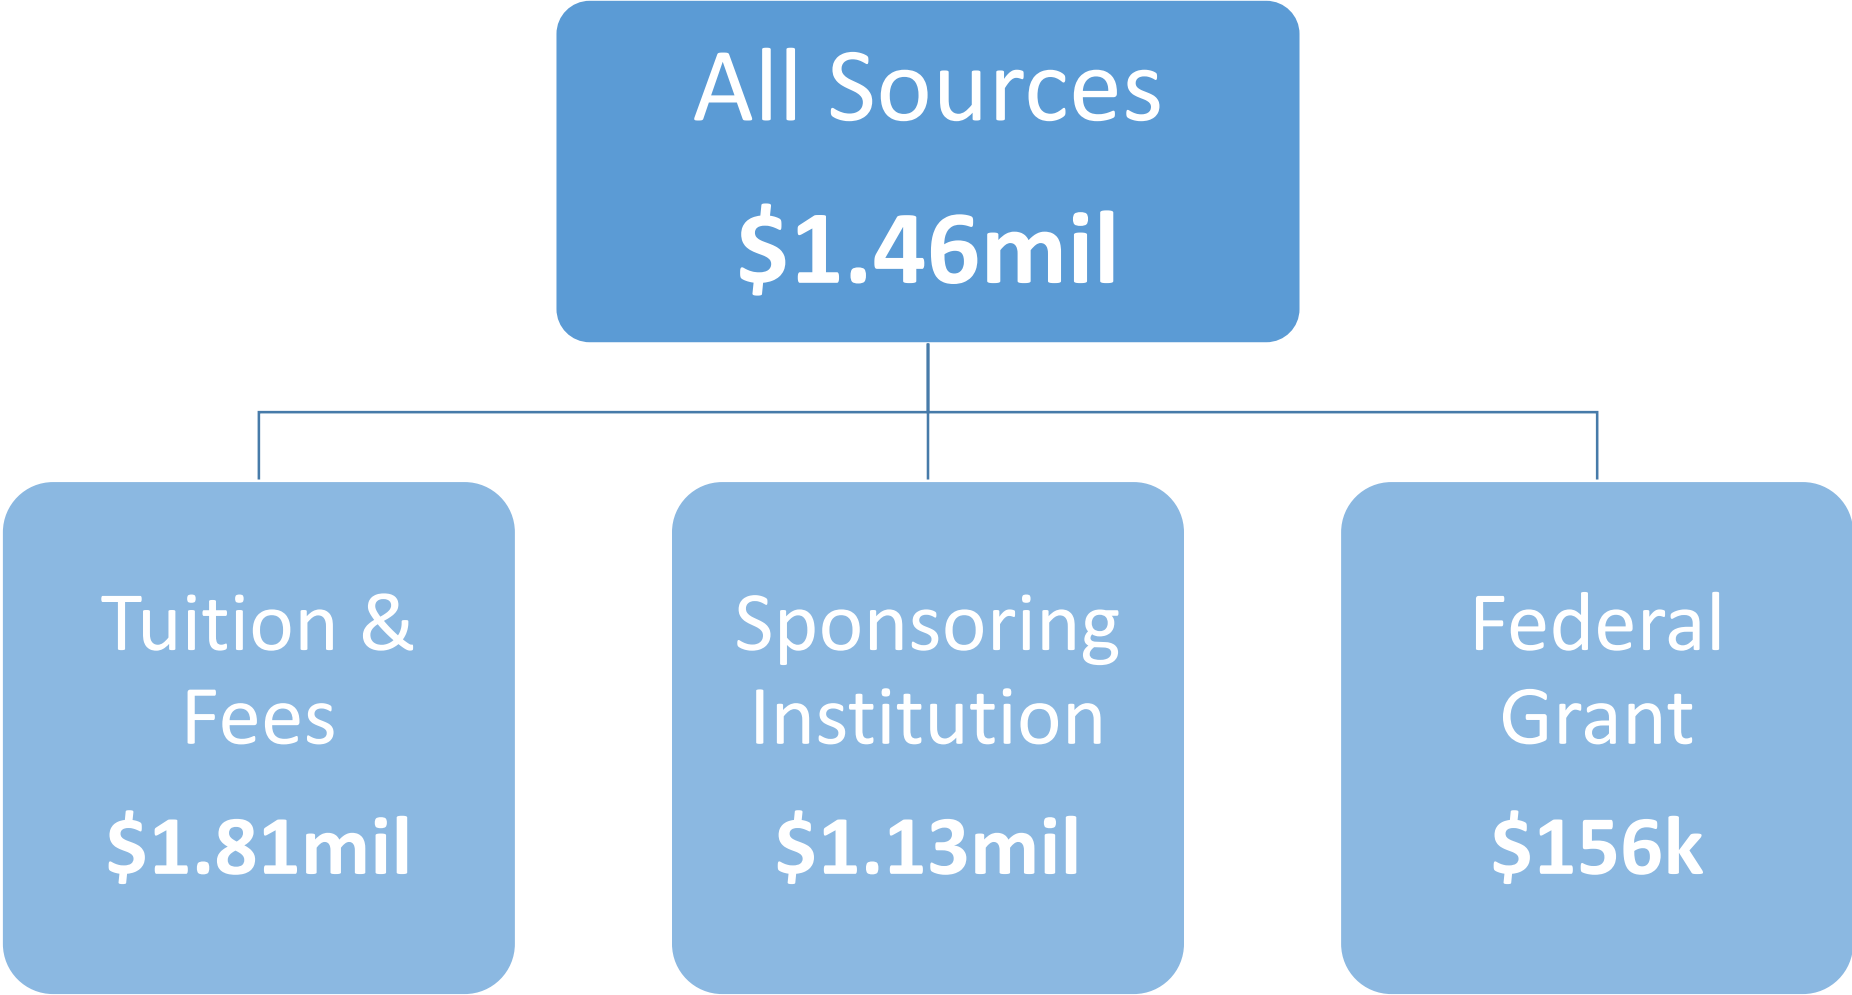 All Sources
$1.46mil
Tuition &
Fees
$1.81mil
Sponsoring
Institution
$1.13mil
Federal
Grant
$156k